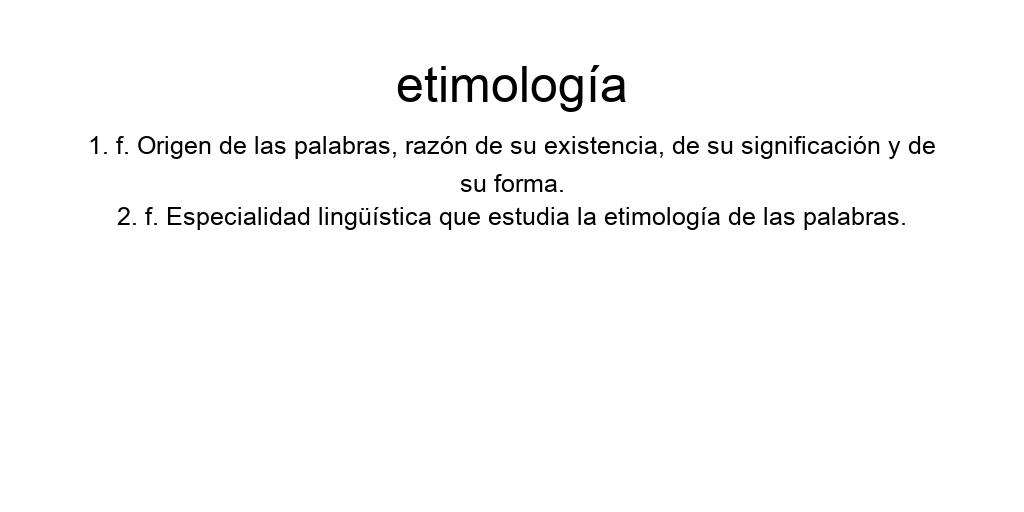 etimología
1. f. Origen de las palabras, razón de su existencia, de su significación y de
su forma.
2. f. Especialidad lingüística que estudia la etimología de las palabras.